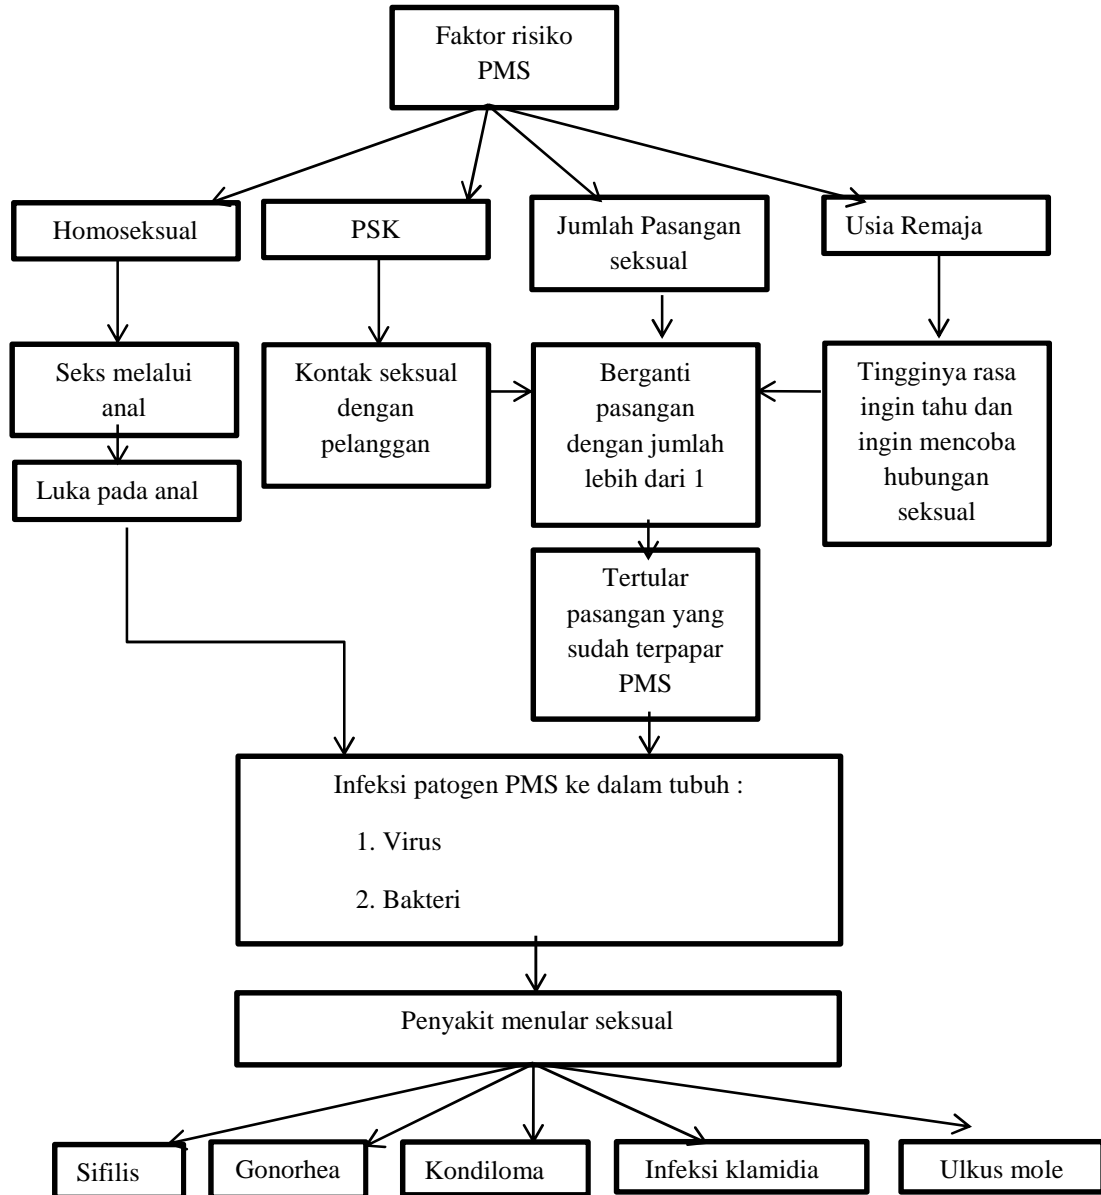 Faktor risiko
PMS
Homoseksual
PSK
Jumlah Pasangan
seksual
Usia Remaja
Seks melalui
anal
Kontak seksual
dengan
pelanggan
Berganti
pasangan
dengan jumlah
lebih dari 1
Tingginya rasa
ingin tahu dan
ingin mencoba
hubungan
seksual
Luka pada anal
Tertular
pasangan yang
sudah terpapar
PMS
Infeksi patogen PMS ke dalam tubuh :
1. Virus
2. Bakteri
Penyakit menular seksual
Sifilis
Gonorhea
Kondiloma
Infeksi klamidia
Ulkus mole